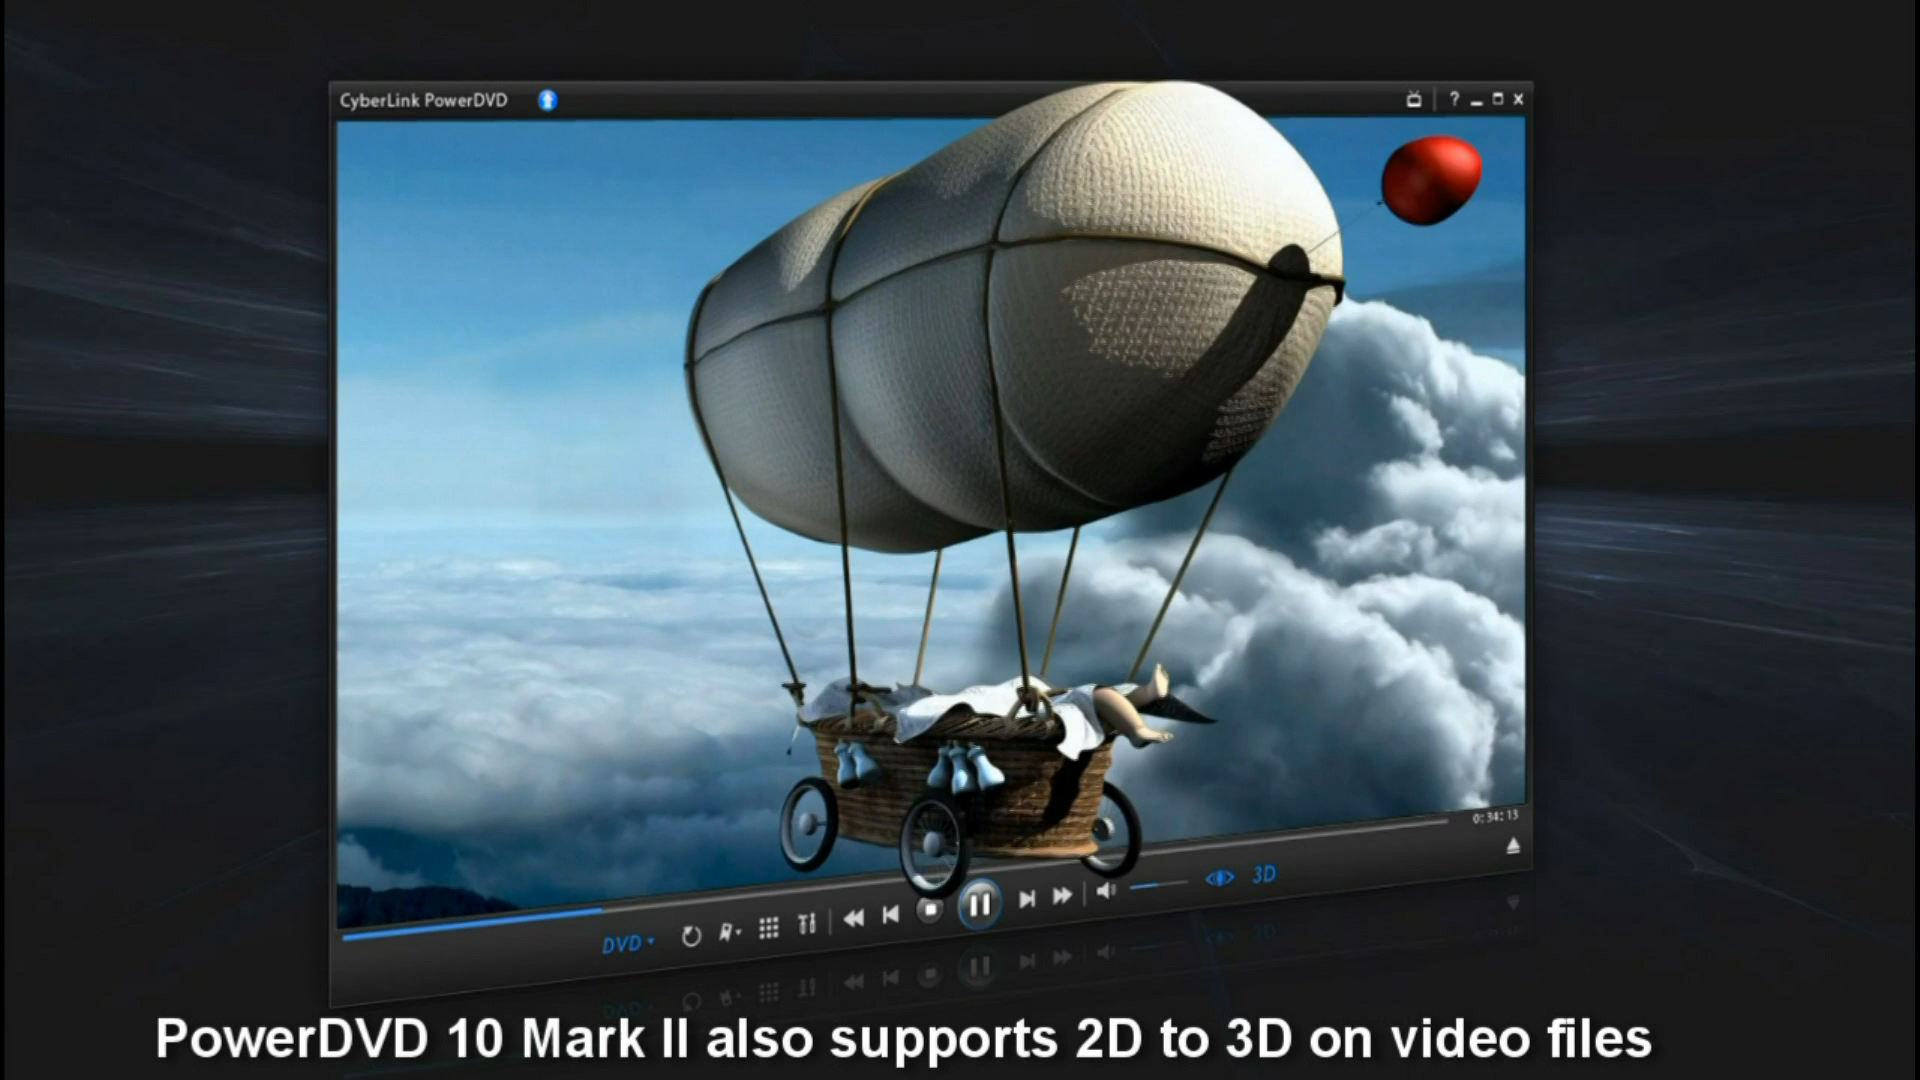 CyberLink PowerDVD
?
0:34:13
DVD
3D
PowerDVD 10 Mark II also supports 2D to 3D on video files